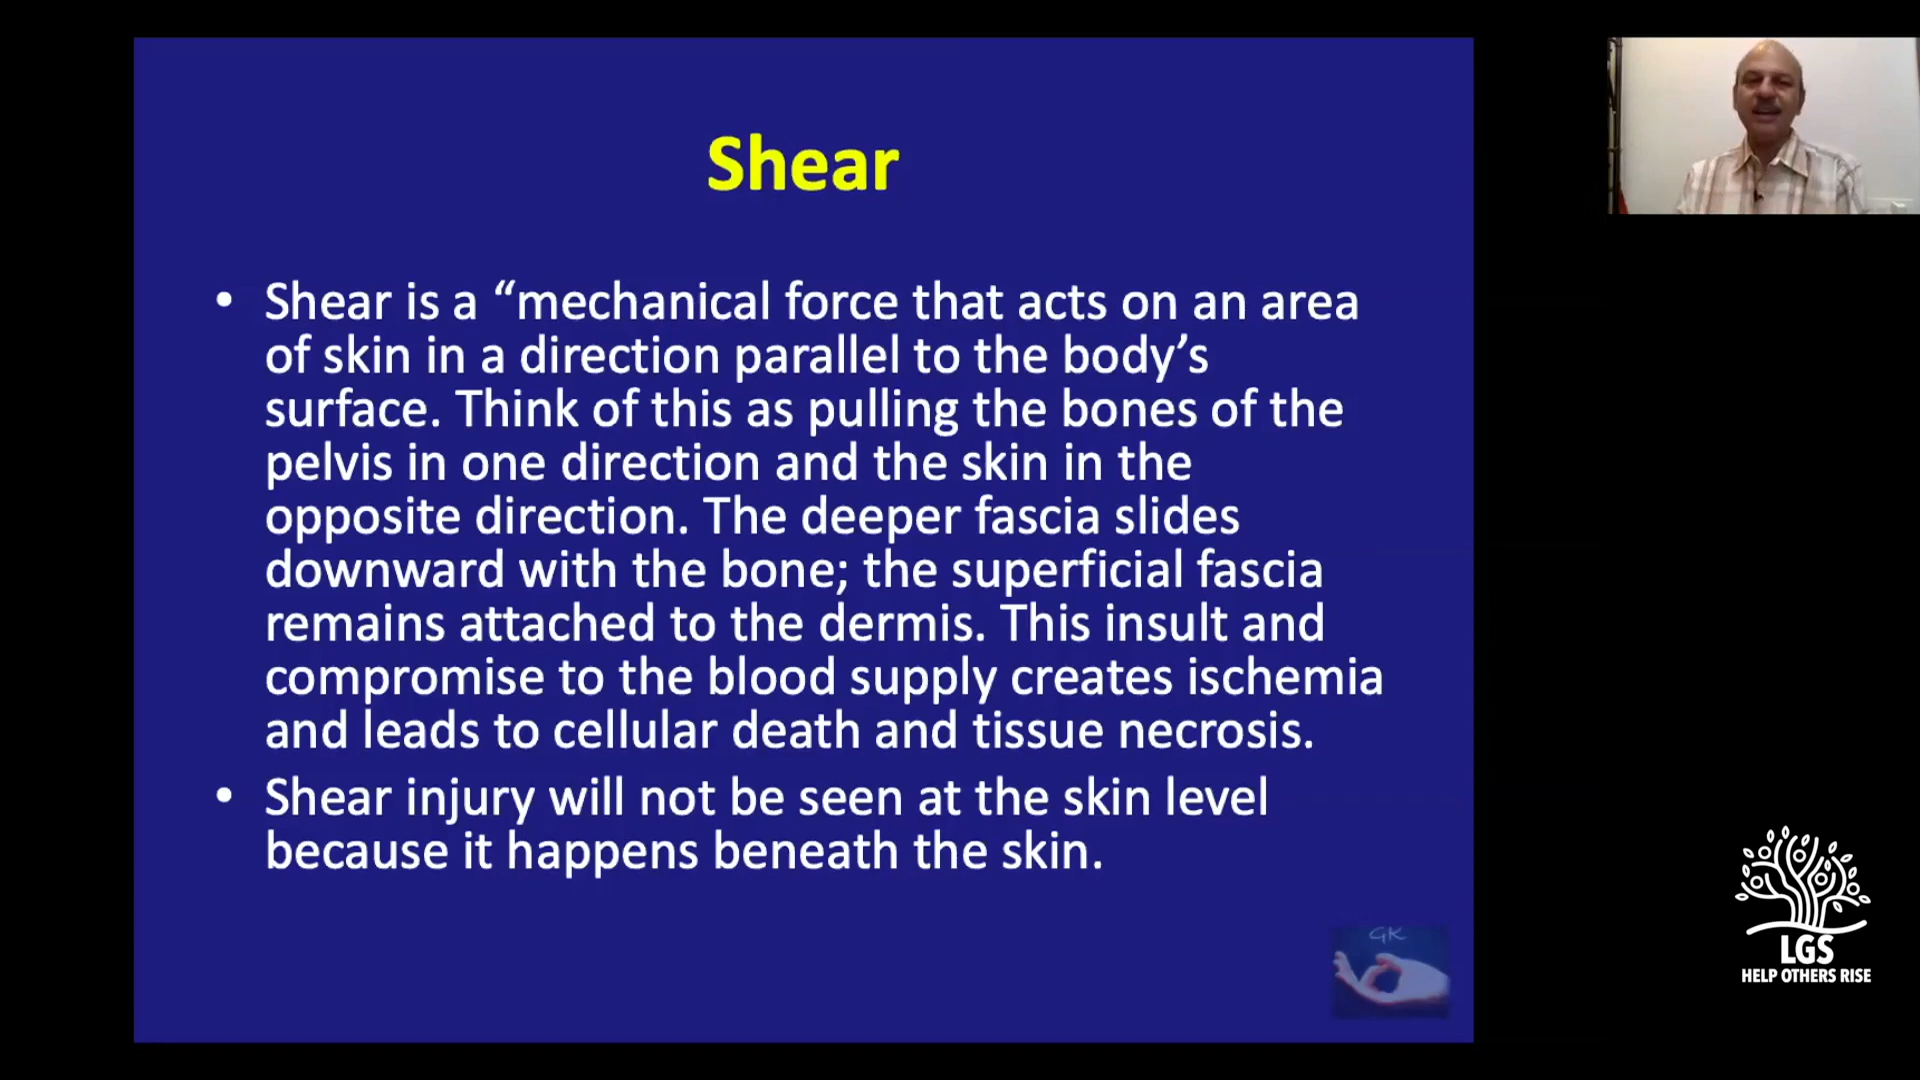 Shear
• Shear is a “mechanical force that acts on an area
of skin in a direction parallel to the body’s
surface. Think of this as pulling the bones of the
pelvis in one direction and the skin in the
opposite direction. The deeper fascia slides
downward with the bone; the superficial fascia
remains attached to the dermis. This insult and
compromise to the blood supply creates ischemia
and leads to cellular death and tissue necrosis.
• Shear injury will not be seen at the skin level
because it happens beneath the skin.
GK
LGS
HELP OTHERS RISE